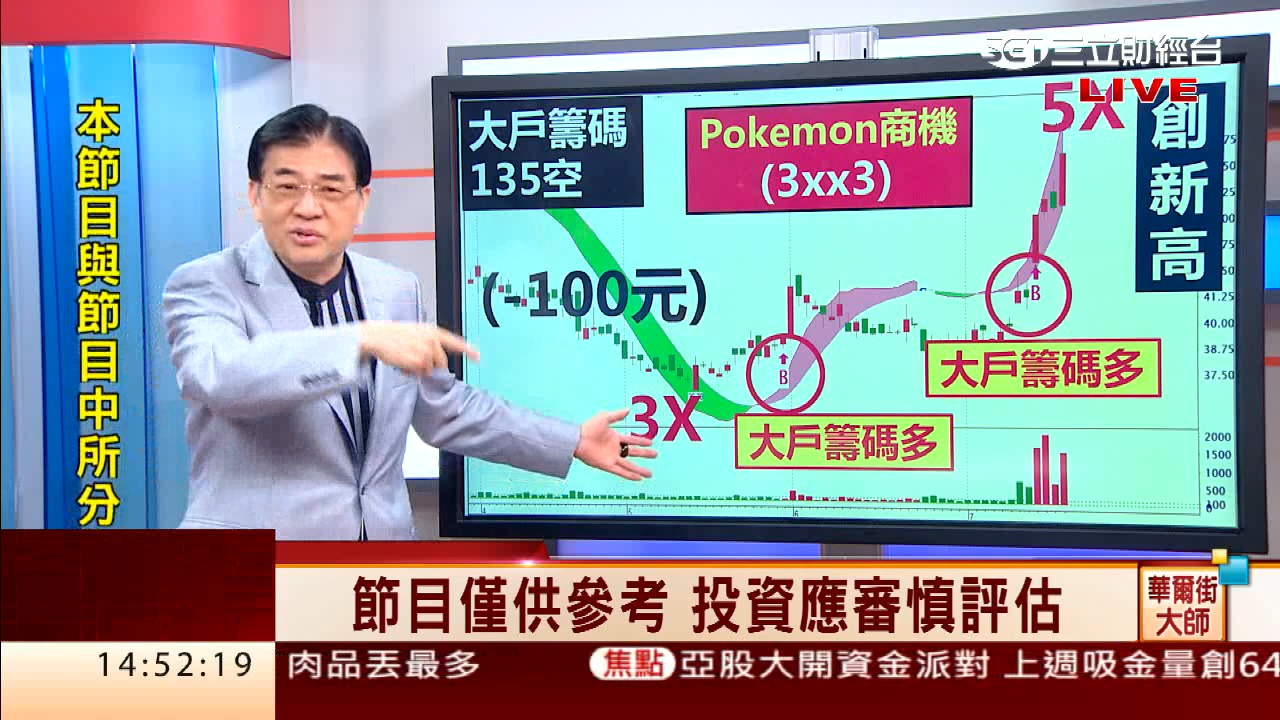 SET三立財經台
LIVE
本節目與節目中所分
大戶籌碼
135空
Pokemon商機
(3xx3)
5X
創新高
(-100元)
3X
B
大戶籌碼多
B
大戶籌碼多
41.25
40.00
38.75
37.50
2000
1500
1000
500
100
4
5
6
7
節目僅供參考 投資應審慎評估
華爾街
大師
14:52:19
肉品丟最多 焦點 亞股大開資金派對 上週吸金量創64